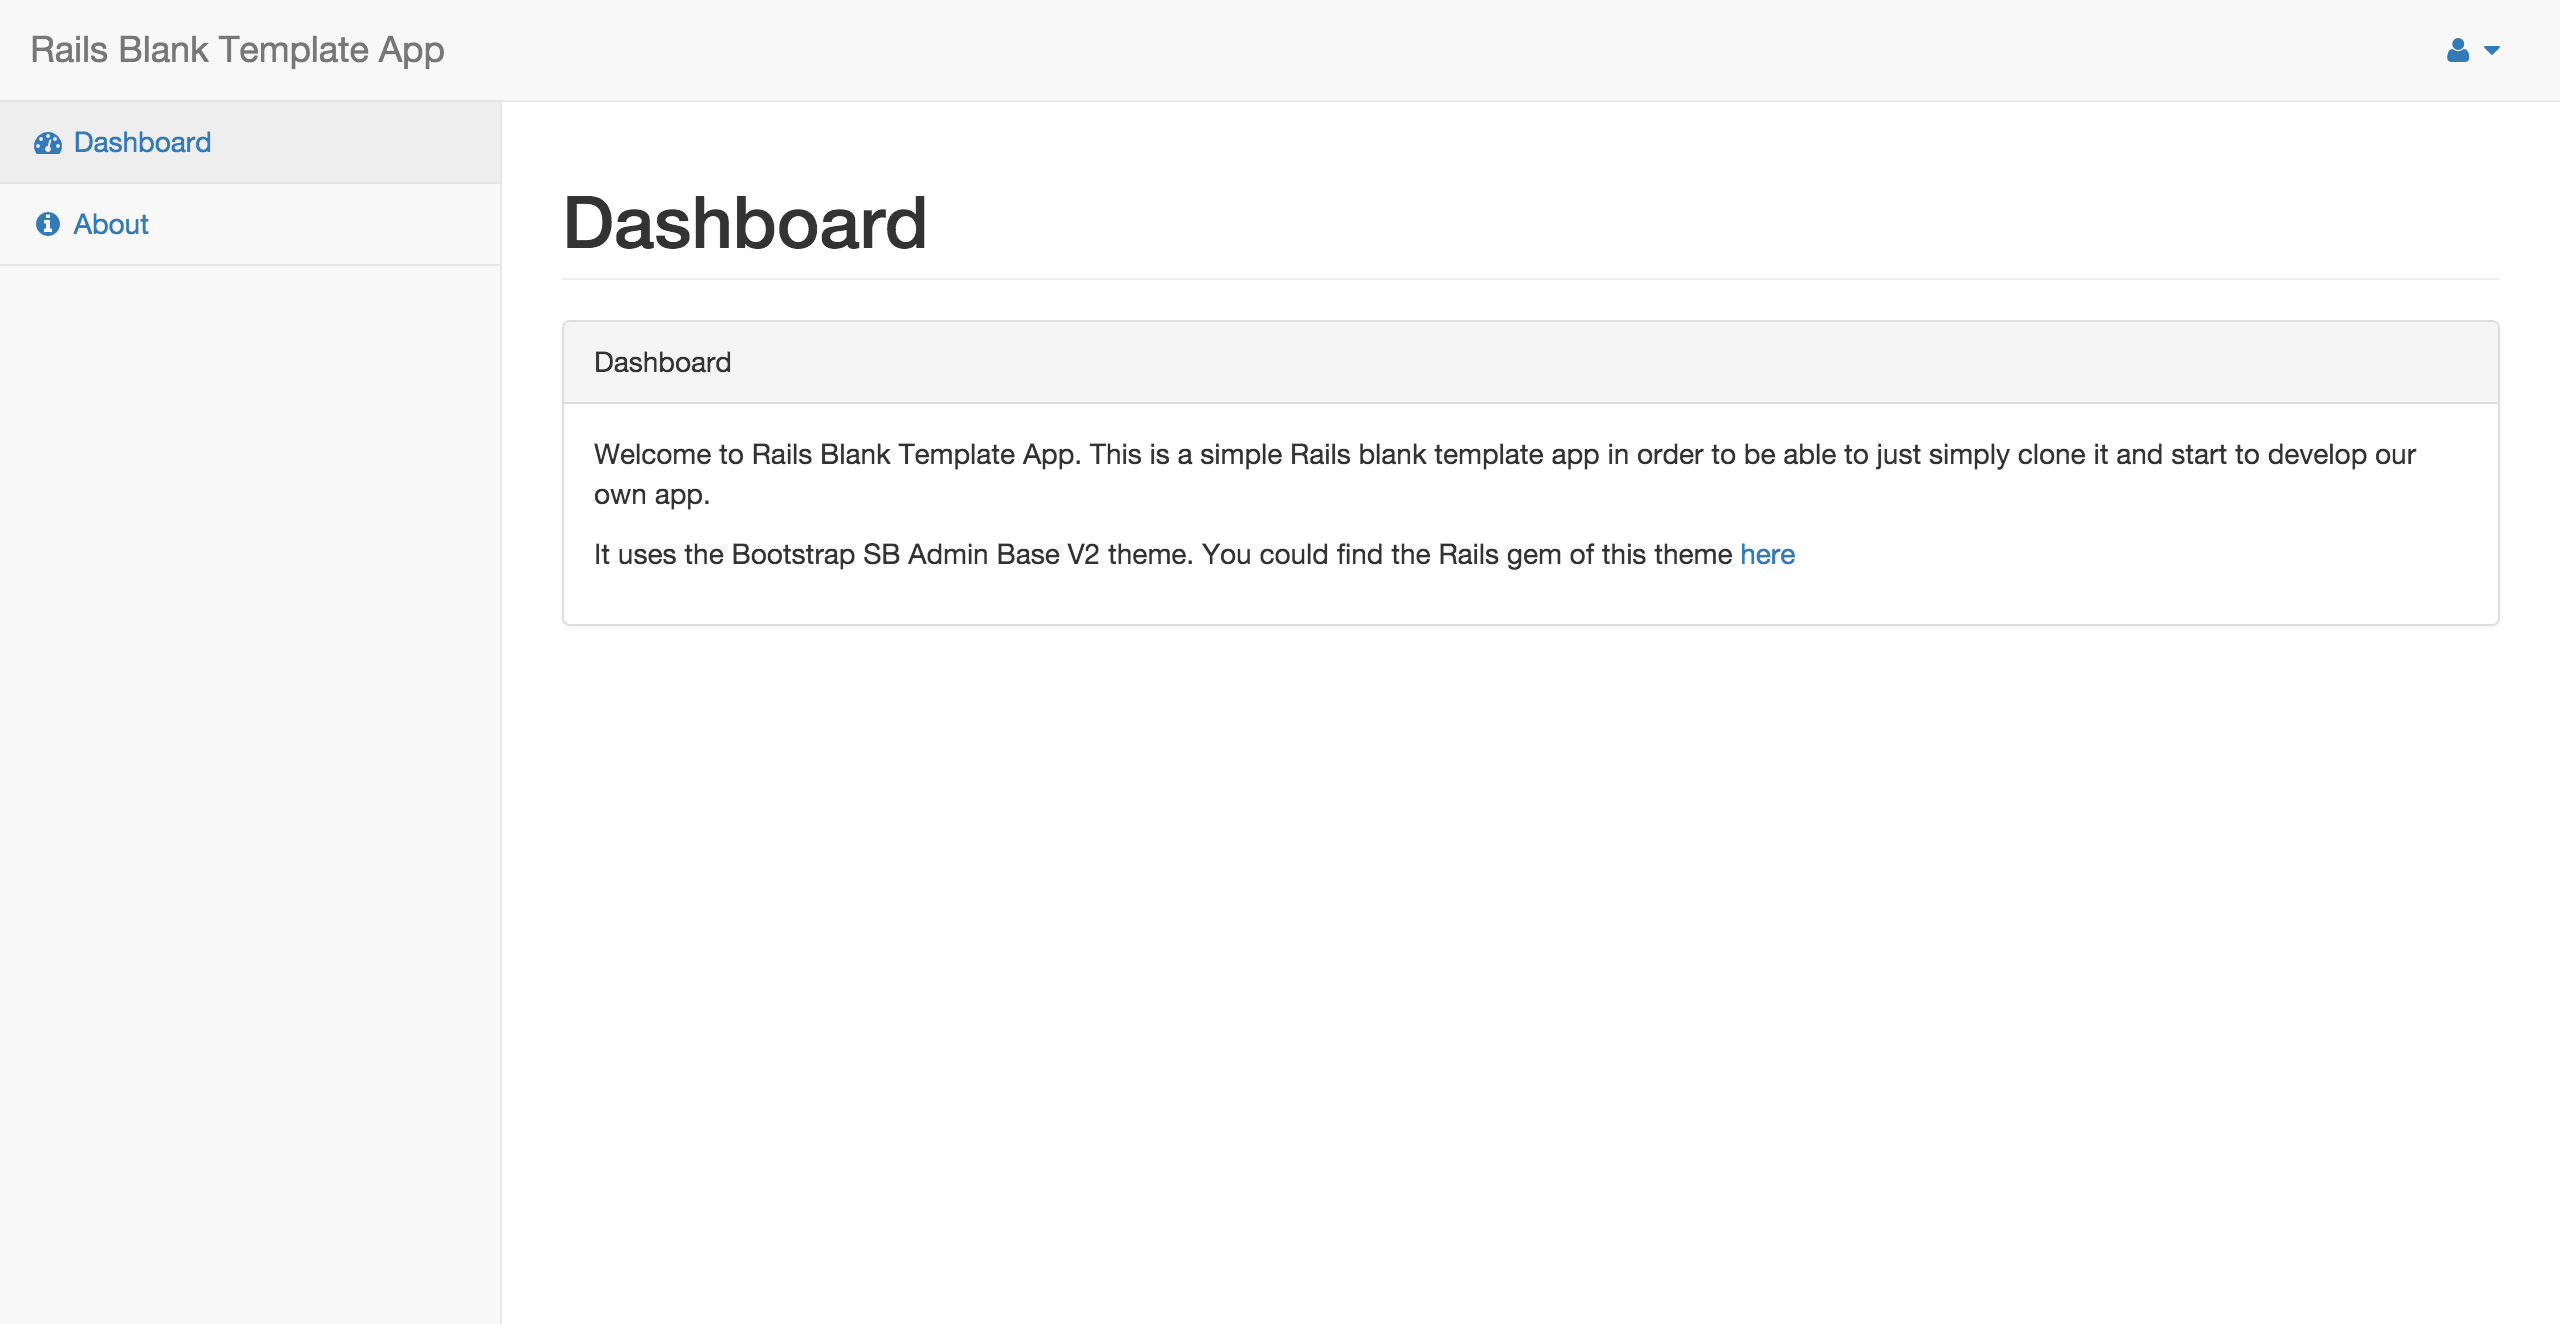 Rails Blank Template App
Dashboard
About
Dashboard
Dashboard
Welcome to Rails Blank Template App. This is a simple Rails blank template app in order to be able to just simply clone it and start to develop our
own app.
It uses the Bootstrap SB Admin Base V2 theme. You could find the Rails gem of this theme here